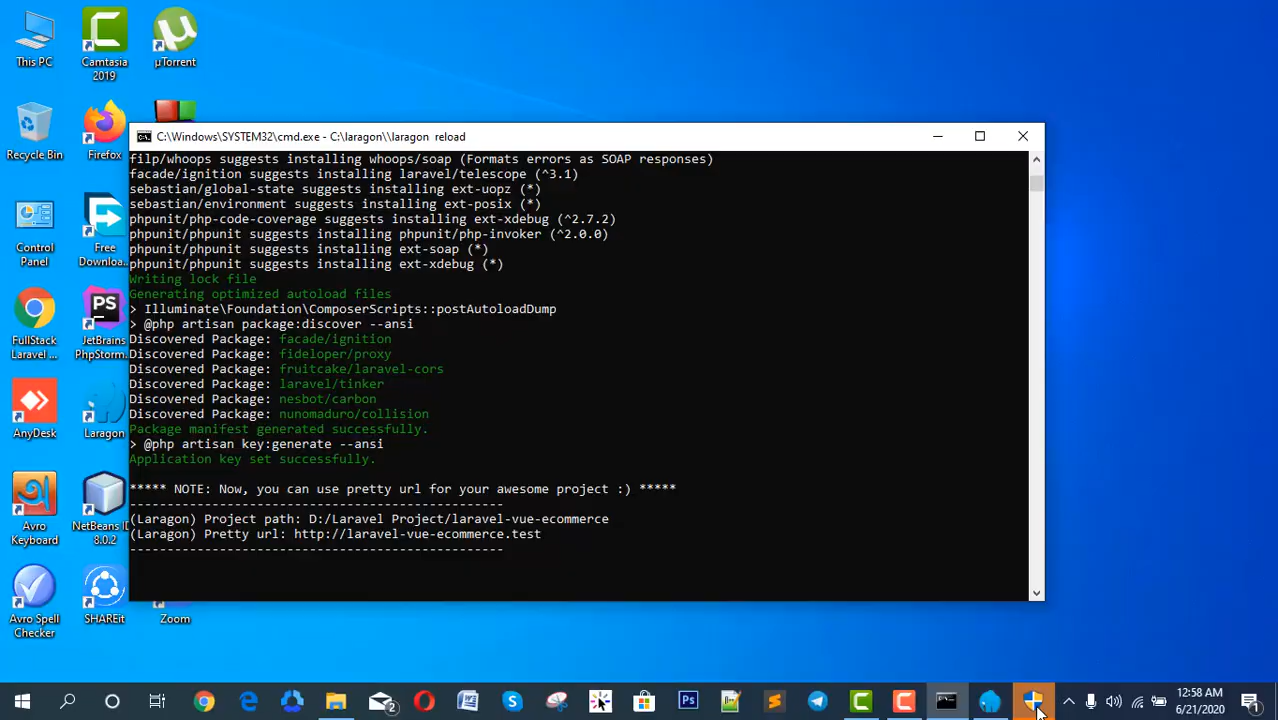 This PC
Camtasia 2019
µTorrent
Recycle Bin
Firefox
Control Panel
Free Downloa...
FullStack Laravel ...
JetBrains PhpStorm...
AnyDesk
Laragon
Avro Keyboard
NetBeans ID 8.0.2
Avro Spell Checker
SHAREit
Zoom
C:\Windows\SYSTEM32\cmd.exe - C:\laragon\\laragon reload
filp/whoops suggests installing whoops/soap (Formats errors as SOAP responses)
facade/ignition suggests installing laravel/telescope (^3.1)
sebastian/global-state suggests installing ext-uopz (*)
sebastian/environment suggests installing ext-posix (*)
phpunit/php-code-coverage suggests installing ext-xdebug (^2.7.2)
phpunit/phpunit suggests installing phpunit/php-invoker (^2.0.0)
phpunit/phpunit suggests installing ext-soap (*)
phpunit/phpunit suggests installing ext-xdebug (*)
Writing lock file
Generating optimized autoload files
> Illuminate\Foundation\ComposerScripts::postAutoloadDump
> @php artisan package:discover --ansi
Discovered Package: facade/ignition
Discovered Package: fideloper/proxy
Discovered Package: fruitcake/laravel-cors
Discovered Package: laravel/tinker
Discovered Package: nesbot/carbon
Discovered Package: nunomaduro/collision
Package manifest generated successfully.
> @php artisan key:generate --ansi
Application key set successfully.
***** NOTE: Now, you can use pretty url for your awesome project :) *****
--------------------------------------------------
(Laragon) Project path: D:/Laravel Project/laravel-vue-ecommerce
(Laragon) Pretty url: http://laravel-vue-ecommerce.test
--------------------------------------------------
12:58 AM
6/21/2020